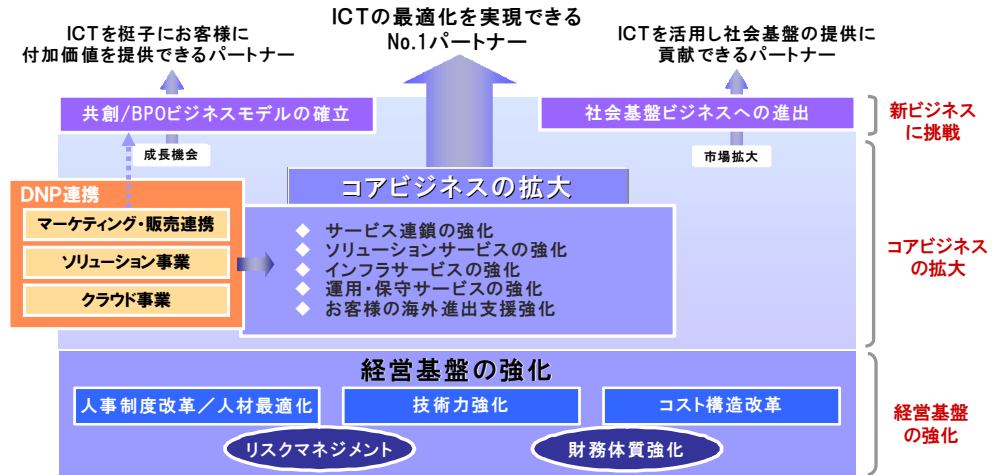 ICTの最適化を実現できる
No.1パートナー
ICTを梃子にお客様に
付加価値を提供できるパートナー
ICTを活用し社会基盤の提供に
貢献できるパートナー
共創/BPOビジネスモデルの確立
社会基盤ビジネスへの進出
新ビジネス
に挑戦
成長機会
市場拡大
DNP連携
マーケティング・販売連携
ソリューション事業
クラウド事業
コアビジネスの拡大
◆ サービス連鎖の強化
◆ ソリューションサービスの強化
◆ インフラサービスの強化
◆ 運用・保守サービスの強化
◆ お客様の海外進出支援強化
コアビジネス
の拡大
経営基盤の強化
人事制度改革／人材最適化
技術力強化
コスト構造改革
リスクマネジメント
財務体質強化
経営基盤
の強化